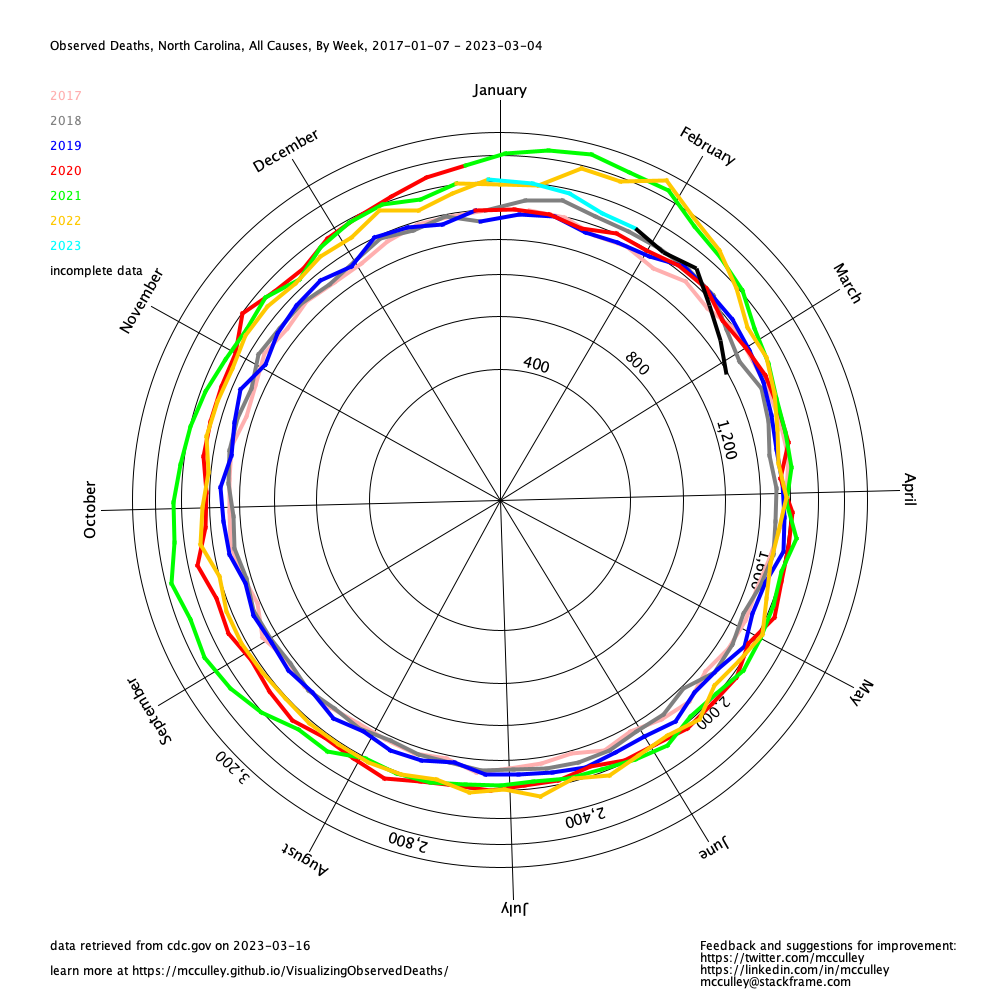 Observed Deaths, North Carolina, All Causes, By Week, 2017-01-07 - 2023-03-04
January
2017
2018
2019
2020
2021
2022
2023
incomplete data
December
February
November
March
400
800
1,200
October
April
1,600
May
2,000
September
3,200
2,400
2,800
June
August
July
data retrieved from cdc.gov on 2023-03-16
learn more at https://mcculley.github.io/VisualizingObservedDeaths/
Feedback and suggestions for improvement:
https://twitter.com/mcculley
https://linkedin.com/in/mcculley
mcculley@stackframe.com